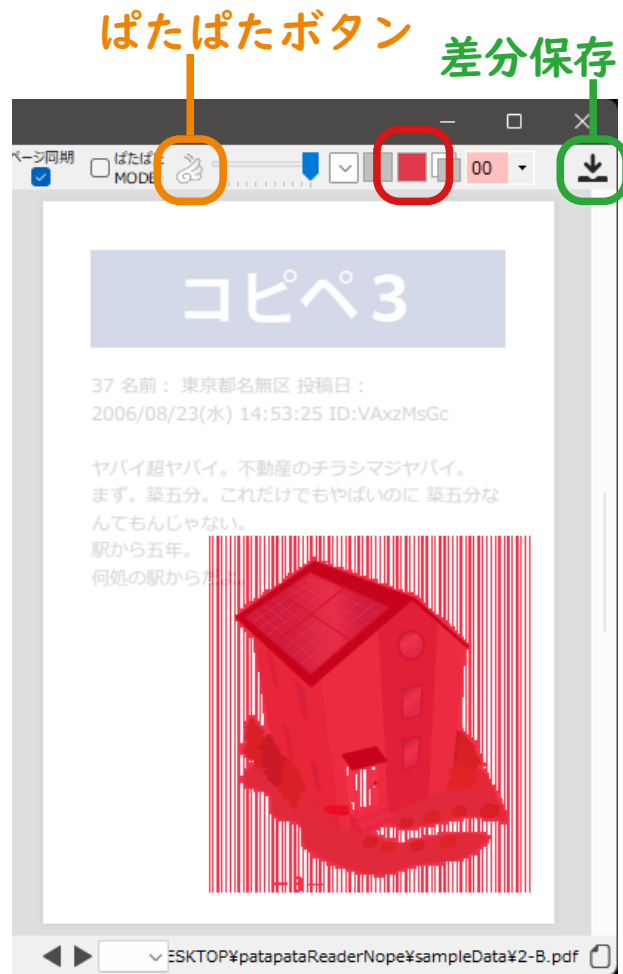 ぱたぱたボタン
差分保存
ページ同期
ぱたぱた
MODE
00
コピペ3
37 名前： 東京都名無区 投稿日：
2006/08/23(水) 14:53:25 ID:VAxzMsGc
ヤバイ超ヤバイ。不動産のチラシマジヤバイ。
まず。築五分。これだけでもやばいのに 築五分な
んてもんじゃない。
駅から五年。
何処の駅からだよ。
ー B ー
ESKTOP¥patapataReaderNope¥sampleData¥2-B.pdf